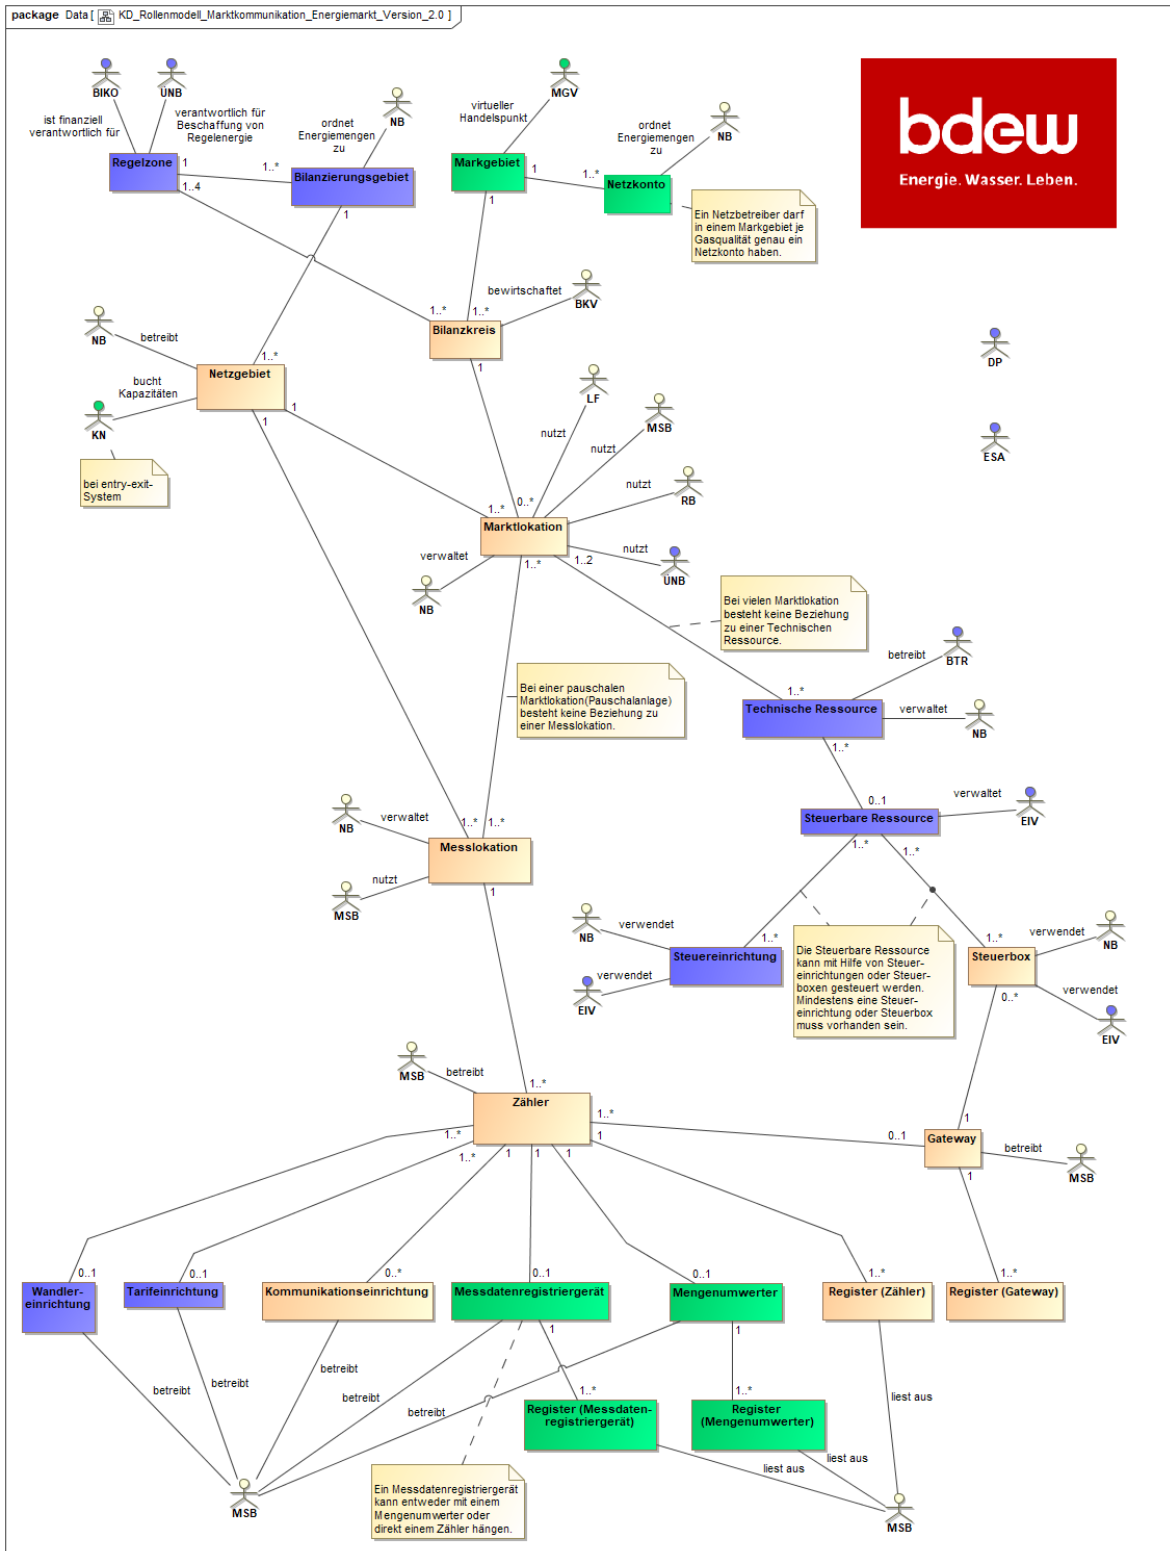 package Data [ KD_Rollenmodell_Marktkommunikation_Energiemarkt_Version_2.0 ]
bdew
Energie. Wasser. Leben.
BIKO
ÜNB
ist finanziell
verantwortlich für
verantwortlich für
Beschaffung von
Regelenergie
Regelzone
1
1..*
1..4
NB
ordnet
Energiemengen
zu
Bilanzierungsgebiet
1
MGV
virtueller
Handelspunkt
Markgebiet
1
1..*
1
NB
ordnet
Energiemengen
zu
Netzkonto
Ein Netzbetreiber darf
in einem Markgebiet je
Gasqualität genau ein
Netzkonto haben.
bewirtschaftet
BKV
1..*
1..*
Bilanzkreis
1
NB
betreibt
1..*
Netzgebiet
1
1
bucht
Kapazitäten
KN
bei entry-exit-
System
DP
ESA
LF
nutzt
MSB
nutzt
RB
nutzt
ÜNB
nutzt
1..*
0..*
Marktlokation
1..*
1..2
verwaltet
NB
Bei vielen Marktlokation
besteht keine Beziehung
zu einer Technischen
Ressource.
Bei einer pauschalen
Marktlokation(Pauschalanlage)
besteht keine Beziehung zu
einer Messlokation.
betreibt
BTR
1..*
Technische Ressource
verwaltet
NB
1..*
0..1
Steuerbare Ressource
verwaltet
EIV
1..*
1..*
NB
verwaltet
1..*
1..*
Messlokation
1
nutzt
MSB
NB
verwendet
1..*
Steuereinrichtung
verwendet
EIV
Die Steuerbare Ressource
kann mit Hilfe von Steuer-
einrichtungen oder Steuer-
boxen gesteuert werden.
Mindestens eine Steuer-
einrichtung oder Steuerbox
muss vorhanden sein.
1..*
Steuerbox
0..*
verwendet
NB
verwendet
EIV
MSB
betreibt
1..*
Zähler
1..*
1..*
1
1
1
1
1..*
0..1
1
Gateway
1
betreibt
MSB
0..1
Wandler-
einrichtung
0..1
Tarifeinrichtung
0..*
Kommunikationseinrichtung
0..1
Messdatenregistriergerät
1
0..1
Mengenumwerter
1
1..*
Register (Zähler)
1..*
Register (Gateway)
betreibt
betreibt
betreibt
betreibt
betreibt
1..*
Register (Messdaten-
registriergerät)
1..*
Register
(Mengenumwerter)
liest aus
liest aus
liest aus
MSB
Ein Messdatenregistriergerät
kann entweder mit einem
Mengenumwerter oder
direkt einem Zähler hängen.
MSB